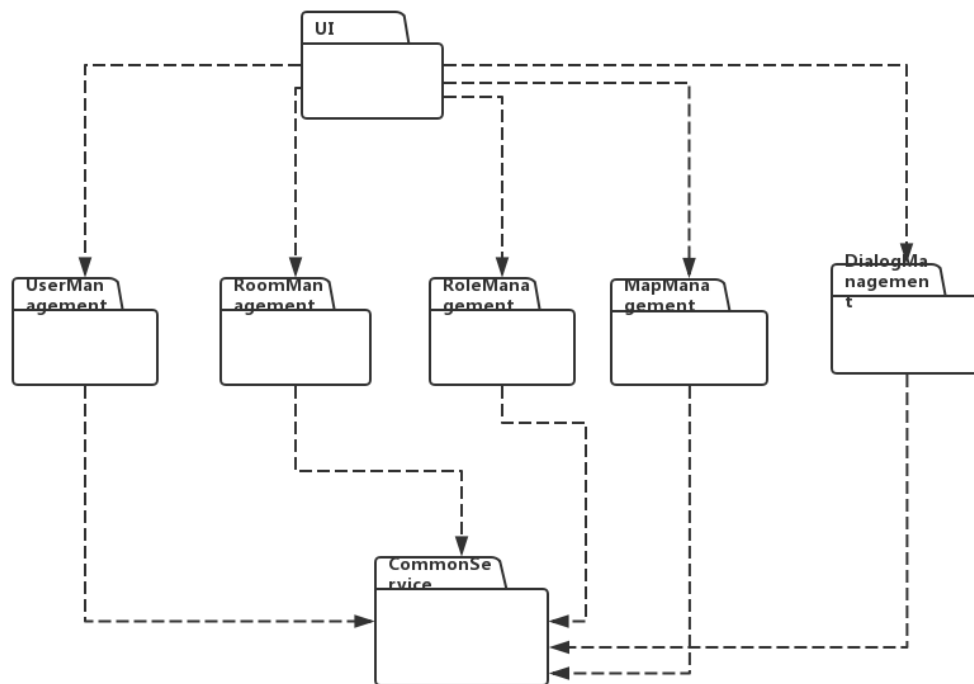 UI
UserMan
agement
RoomMan
agement
RoleMana
gement
MapMana
gement
DialogMa
nagemen
t
CommonSe
rvice